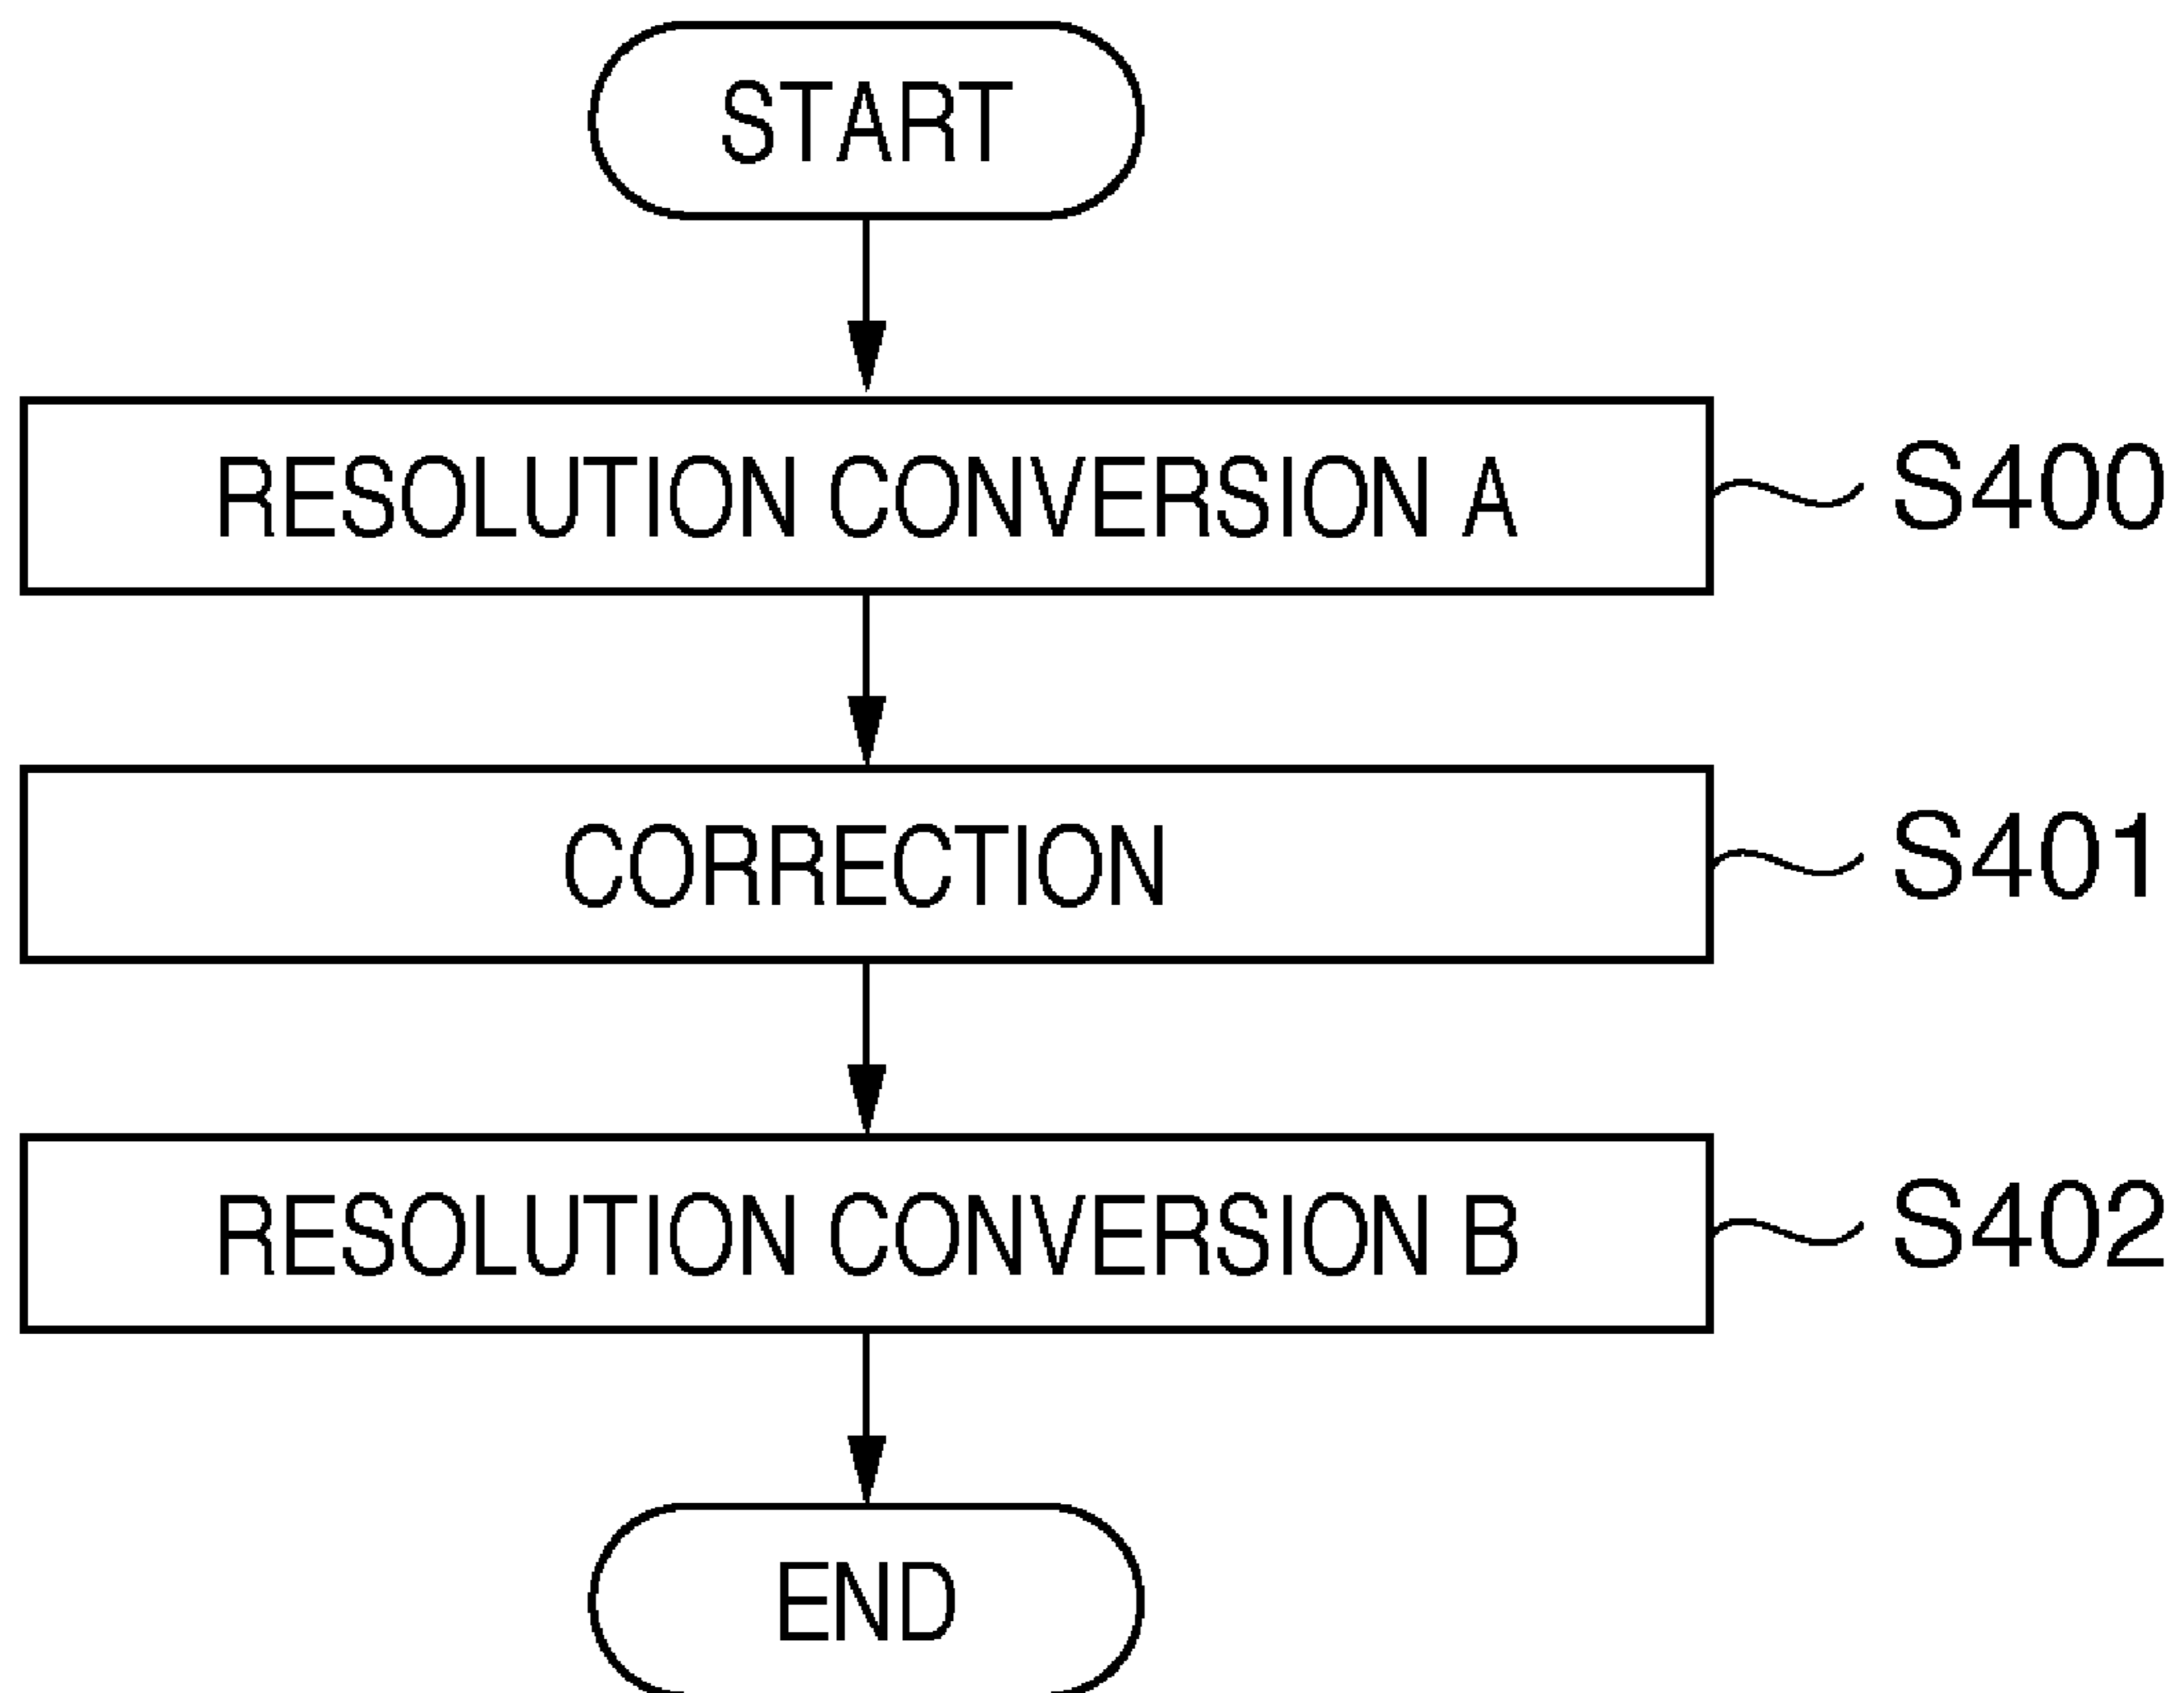 START
RESOLUTION CONVERSION A
S400
CORRECTION
S401
RESOLUTION CONVERSION B
S402
END